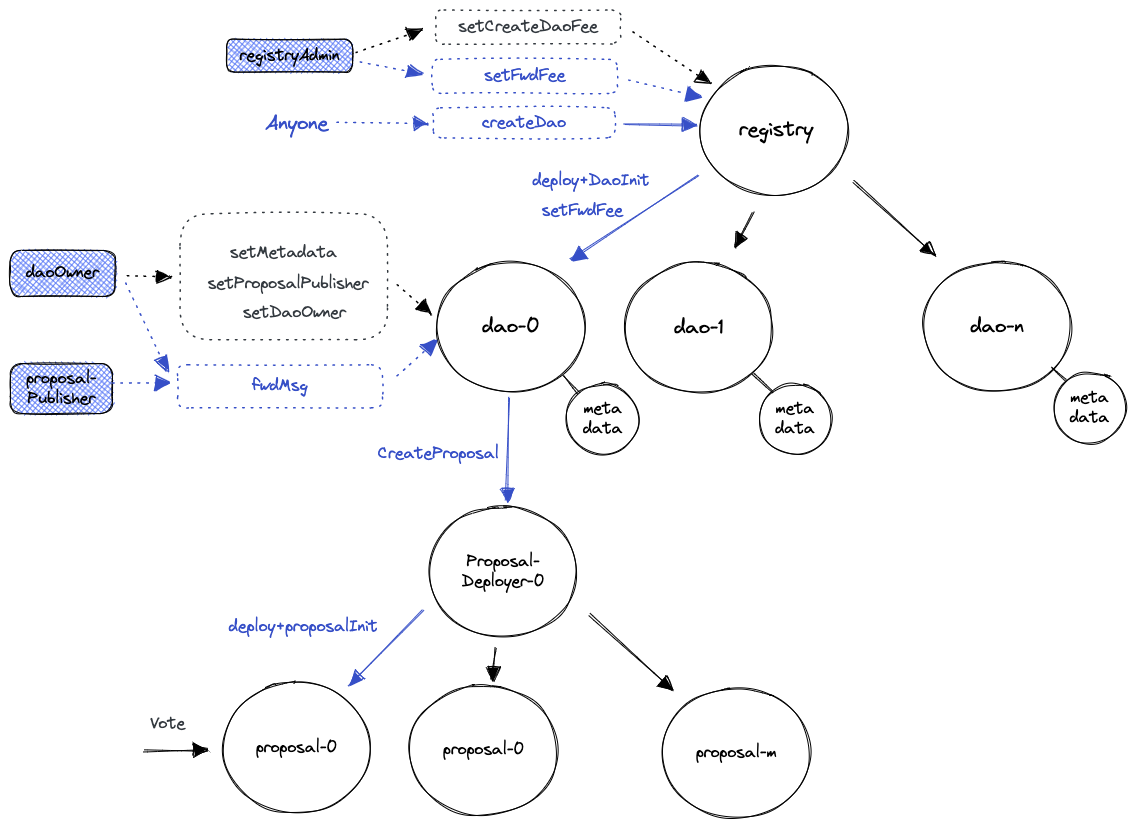 setCreateDaoFee
registryAdmin
setFwdFee
Anyone
createDao
registry
deploy+DaoInit
setFwdFee
setMetadata
daoOwner
setProposalPublisher
setDaoOwner
dao-0
dao-1
dao-n
proposal-
Publisher
fwdMsg
meta
data
meta
data
meta
data
CreateProposal
Proposal-
Deployer-0
deploy+proposalInit
Vote
proposal-0
proposal-0
proposal-m